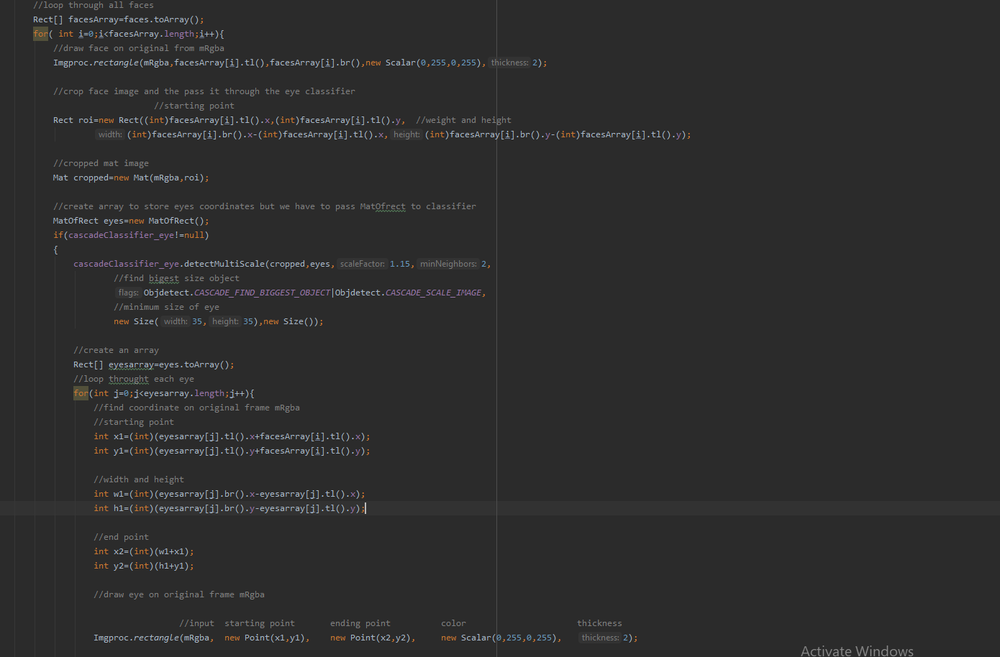 //loop through all faces
Rect[] facesArray=faces.toArray();
for( int i=0;i<facesArray.length;i++){
//draw face on original from mRgba
Imgproc.rectangle(mRgba,facesArray[i].tl(),facesArray[i].br(),new Scalar(0,255,0,255), thickness: 2);
//crop face image and the pass it through the eye classifier
//starting point
Rect roi=new Rect((int)facesArray[i].tl().x,(int)facesArray[i].tl().y, //weight and height
width: (int)facesArray[i].br().x-(int)facesArray[i].tl().x, height: (int)facesArray[i].br().y-(int)facesArray[i].tl().y);
//cropped mat image
Mat cropped=new Mat(mRgba,roi);
//create array to store eyes coordinates but we have to pass MatOfrect to classifier
MatOfRect eyes=new MatOfRect();
if(cascadeClassifier_eye!=null)
{
cascadeClassifier_eye.detectMultiScale(cropped,eyes, scaleFactor: 1.15, minNeighbors: 2,
//find bigest size object
flags: Objdetect.CASCADE_FIND_BIGGEST_OBJECT|Objdetect.CASCADE_SCALE_IMAGE,
//minimum size of eye
new Size( width: 35, height: 35),new Size());
//create an array
Rect[] eyesarray=eyes.toArray();
//loop throught each eye
for(int j=0;j<eyesarray.length;j++){
//find coordinate on original frame mRgba
//starting point
int x1=(int)(eyesarray[j].tl().x+facesArray[i].tl().x);
int y1=(int)(eyesarray[j].tl().y+facesArray[i].tl().y);
//width and height
int w1=(int)(eyesarray[j].br().x-eyesarray[j].tl().x);
int h1=(int)(eyesarray[j].br().y-eyesarray[j].tl().y);
//end point
int x2=(int)(w1+x1);
int y2=(int)(h1+y1);
//draw eye on original frame mRgba
//input starting point ending point color thickness
Imgproc.rectangle(mRgba, new Point(x1,y1), new Point(x2,y2), new Scalar(0,255,0,255), thickness: 2);
Activate Windows